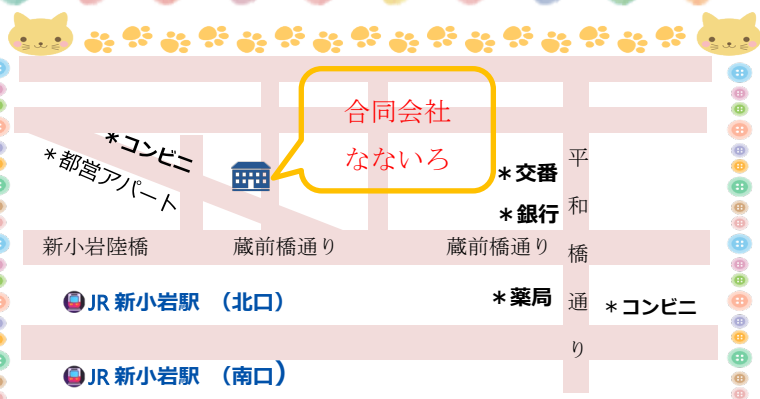 合同会社
なないろ
＊コンビニ
＊都営アパート
＊交番
＊銀行
平和橋通り
新小岩陸橋
蔵前橋通り
蔵前橋通り
JR 新小岩駅 （北口）
＊薬局
＊コンビニ
JR 新小岩駅 （南口）